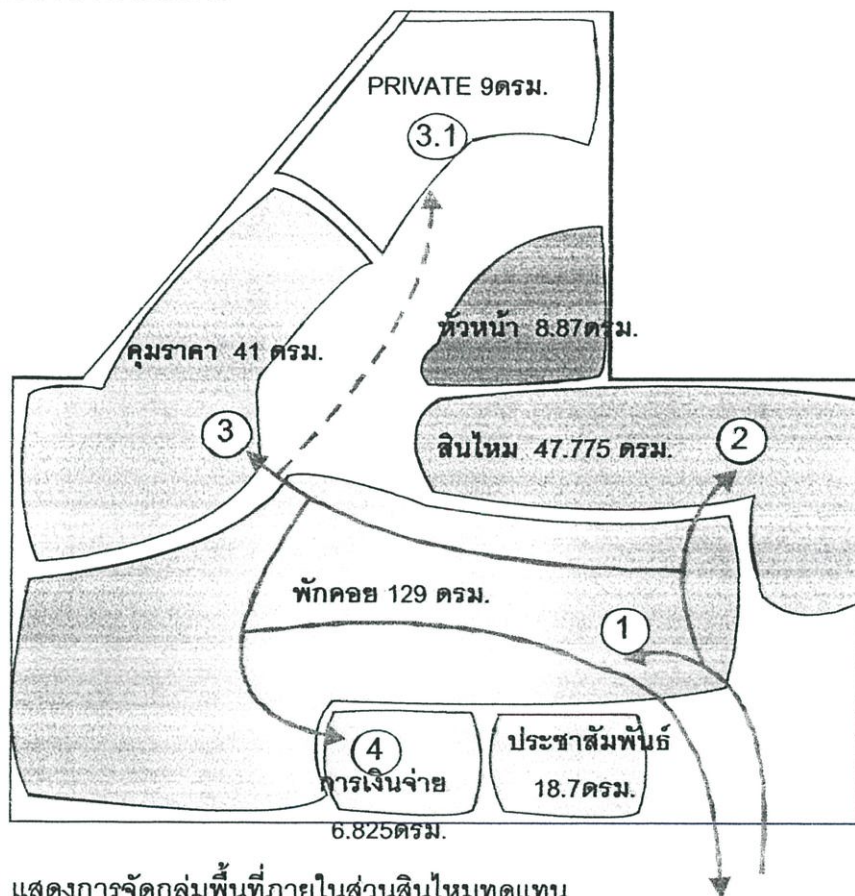 PRIVATE 9ตรม.
3.1
หัวหน้า 8.87ตรม.
คุมราคา 41 ตรม.
3
สินไหม 47.775 ตรม.
2
พักคอย 129 ตรม.
1
4
การเงินจ่าย
6.825ตรม.
ประชาสัมพันธ์
18.7ตรม.
แสดงการจัดกลุ่มพื้นที่ภายในส่วนสินไหมทดแทน